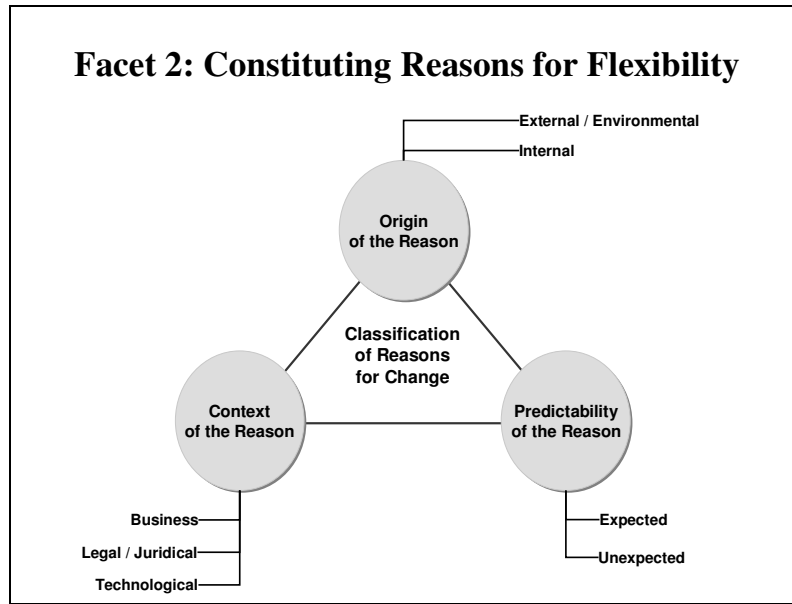 Facet 2: Constituting Reasons for Flexibility
External / Environmental
Internal
Origin
of the Reason
Classification
of Reasons
for Change
Context
of the Reason
Predictability
of the Reason
Business
Legal / Juridical
Technological
Expected
Unexpected